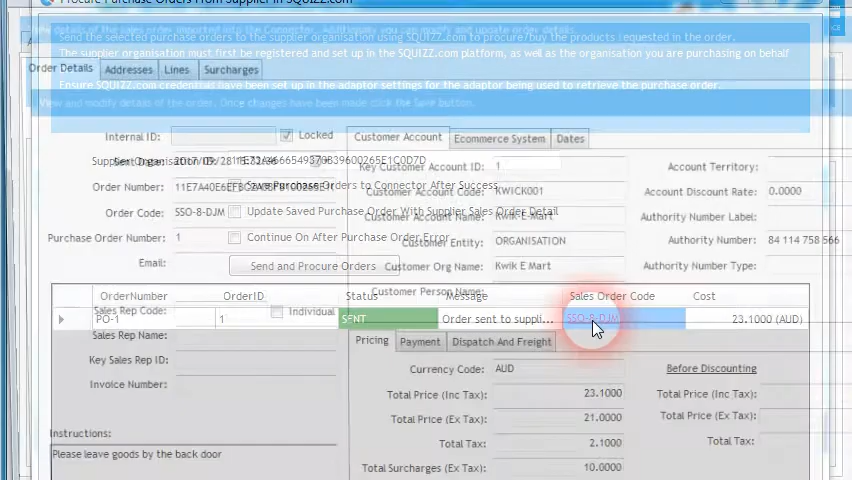 Procure Purchase Orders From Supplier in SQUIZZ.com
Send the selected purchase orders to the supplier organisation using SQUIZZ.com to procure/buy the products requested in the order.
The supplier organisation must first be registered and set up in the SQUIZZ.com platform, as well as the organisation you are purchasing on behalf
Ensure SQUIZZ.com credentials have been set up in the adaptor settings for the adaptor being used to retrieve the purchase order.
View and modify details of the order. Once changes have been made click the Save button.
Order Details Addresses Lines Surcharges
Internal ID: Locked
Customer Account Ecommerce System Dates
Key Customer Account ID: 1 Account Territory:
Save Purchase Orders to Connector After Success
Order Number: Customer Account Code: KWICK001 Account Discount Rate: 0.0000
Order Code: SSO-8-DJM Update Saved Purchase Order With Supplier Sales Order Detail
Customer Account Name: Kwik E Mart Authority Number Label:
Purchase Order Number: 1 Continue On After Purchase Order Error
Customer Entity: ORGANISATION Authority Number: 84 114 758 566
Email: Send and Procure Orders Customer Org Name: Kwik E Mart Authority Number Type:
Customer Person Name:
OrderNumber OrderID Status Message Sales Order Code Cost
Sales Rep Code: Individual
PO-1 1 SENT Order sent to suppli... SSO-8-DJM 23.1000 (AUD)
Sales Rep Name:
Pricing Payment Dispatch And Freight
Key Sales Rep ID:
Currency Code: AUD Before Discounting
Invoice Number:
Total Price (Inc Tax): 23.1000 Total Price (Inc Tax):
Total Price (Ex Tax): 21.0000 Total Price (Ex Tax):
Instructions:
Total Tax: 2.1000 Total Tax:
Please leave goods by the back door
Total Surcharges (Ex Tax): 10.0000